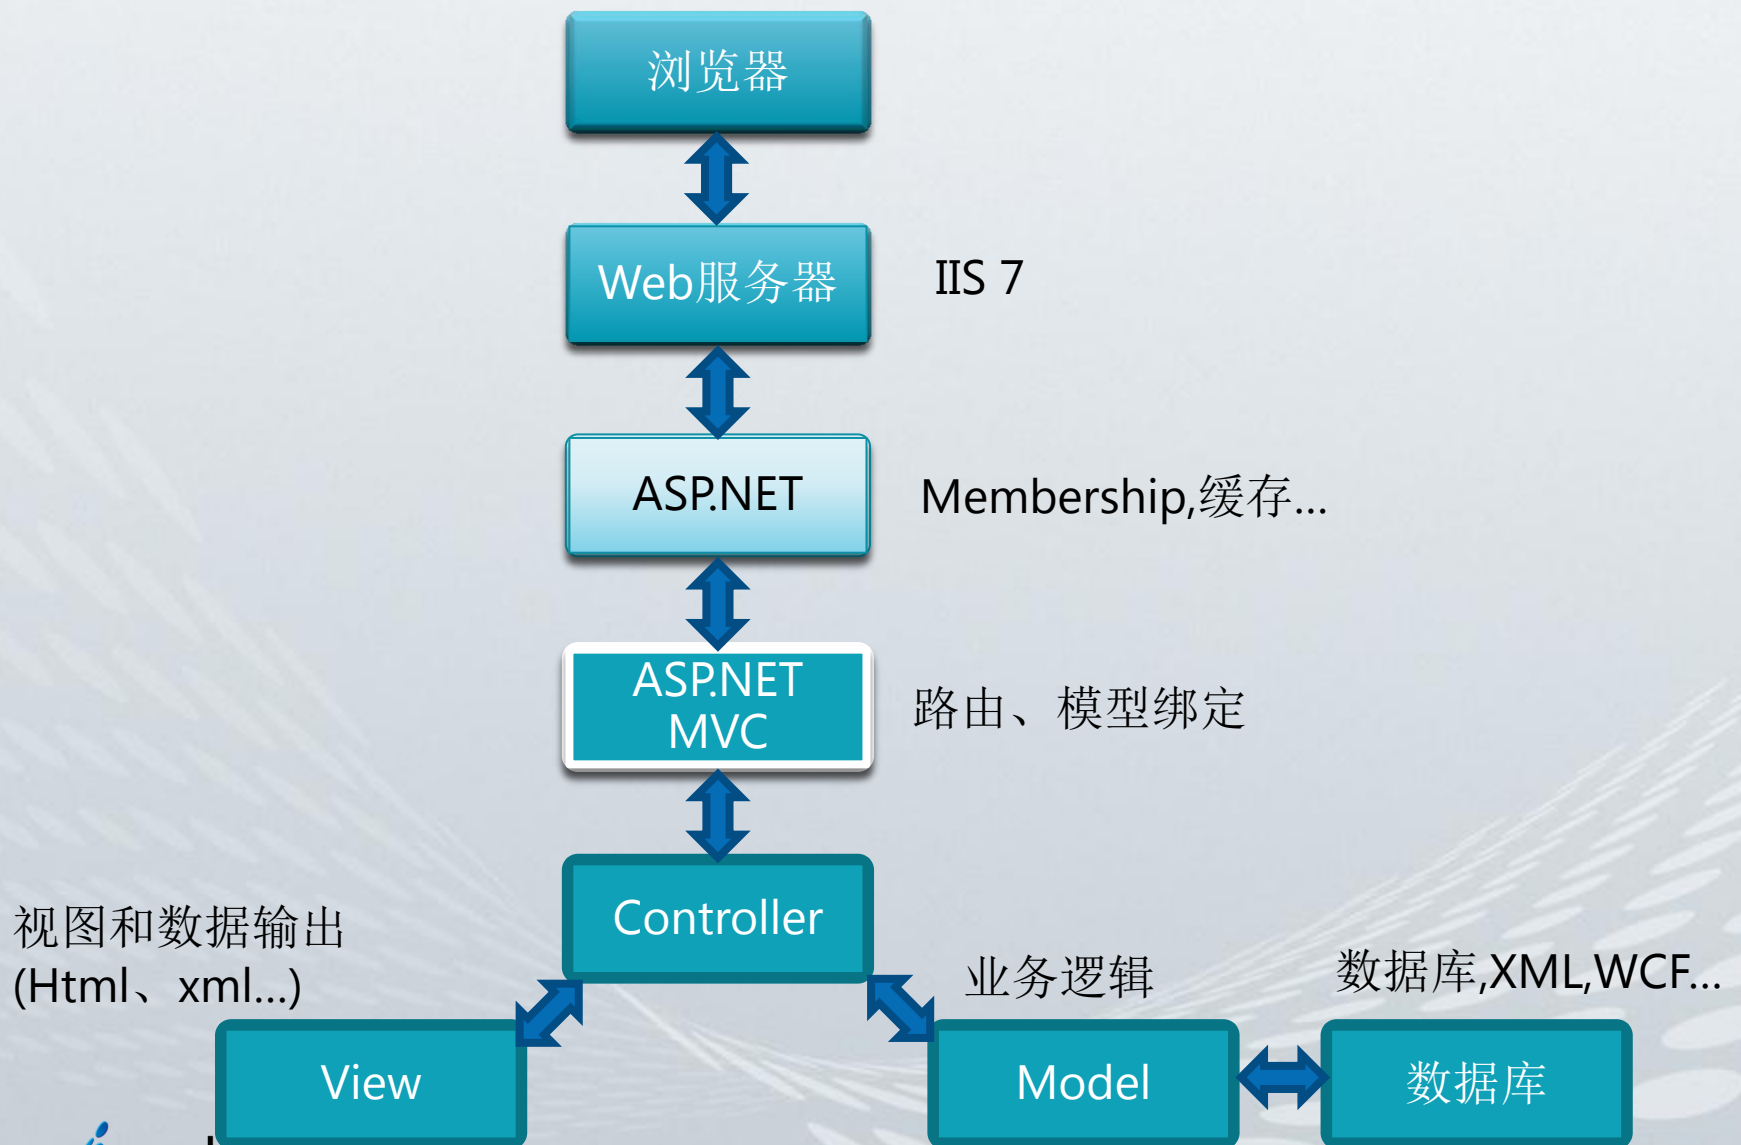 浏览器
Web服务器
IIS 7
ASP.NET
Membership,缓存...
ASP.NET
MVC
路由、模型绑定
Controller
视图和数据输出
(Html、xml...)
业务逻辑
数据库,XML,WCF...
View
Model
数据库